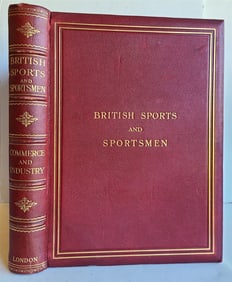 BRITISH
SPORTS
AND
SPORTSMEN
COMMERCE
AND
INDUSTRY
LONDON
BRITISH SPORTS
AND
SPORTSMEN